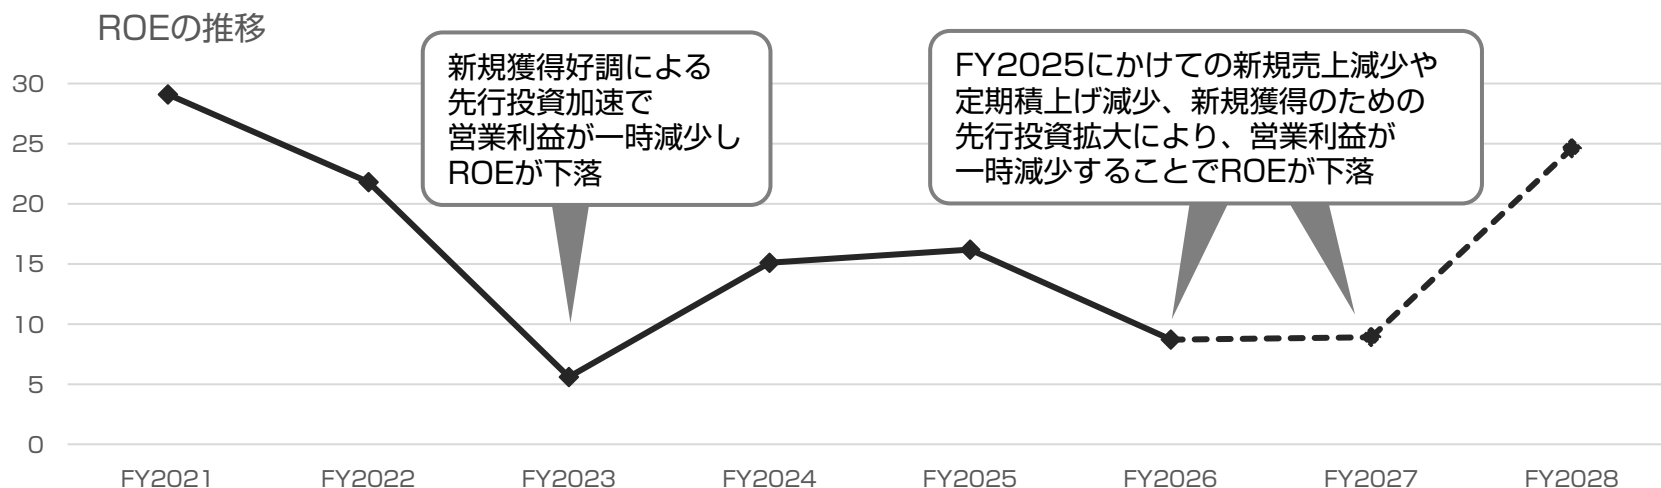 ROEの推移
新規獲得好調による
先行投資加速で
営業利益が一時減少し
ROEが下落
FY2025にかけての新規売上減少や
定期積上げ減少、新規獲得のための
先行投資拡大により、営業利益が
一時減少することでROEが下落
30
25
20
15
10
5
0
FY2021
FY2022
FY2023
FY2024
FY2025
FY2026
FY2027
FY2028